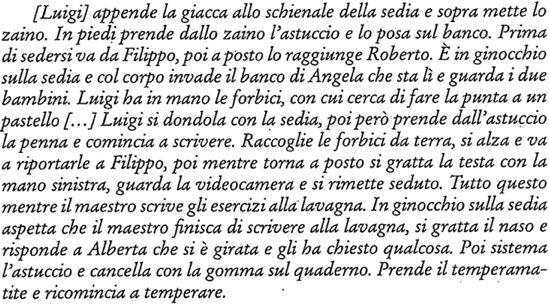 [Luigi] appende la giacca allo schienale della sedia e sopra mette lo
zaino. In piedi prende dallo zaino l'astuccio e lo posa sul banco. Prima
di sedersi va da Filippo, poi a posto lo raggiunge Roberto. È in ginocchio
sulla sedia e col corpo invade il banco di Angela che sta lì e guarda i due
bambini. Luigi ha in mano le forbici, con cui cerca di fare la punta a un
pastello [...] Luigi si dondola con la sedia, poi però prende dall'astuccio
la penna e comincia a scrivere. Raccoglie le forbici da terra, si alza e va
a riportarle a Filippo, poi mentre torna a posto si gratta la testa con la
mano sinistra, guarda la videocamera e si rimette seduto. Tutto questo
mentre il maestro scrive gli esercizi alla lavagna. In ginocchio sulla sedia
aspetta che il maestro finisca di scrivere alla lavagna, si gratta il naso e
risponde a Alberta che si è girata e gli ha chiesto qualcosa. Poi sistema
l'astuccio e cancella con la gomma sul quaderno. Prende il temperama-
tite e ricomincia a temperare.